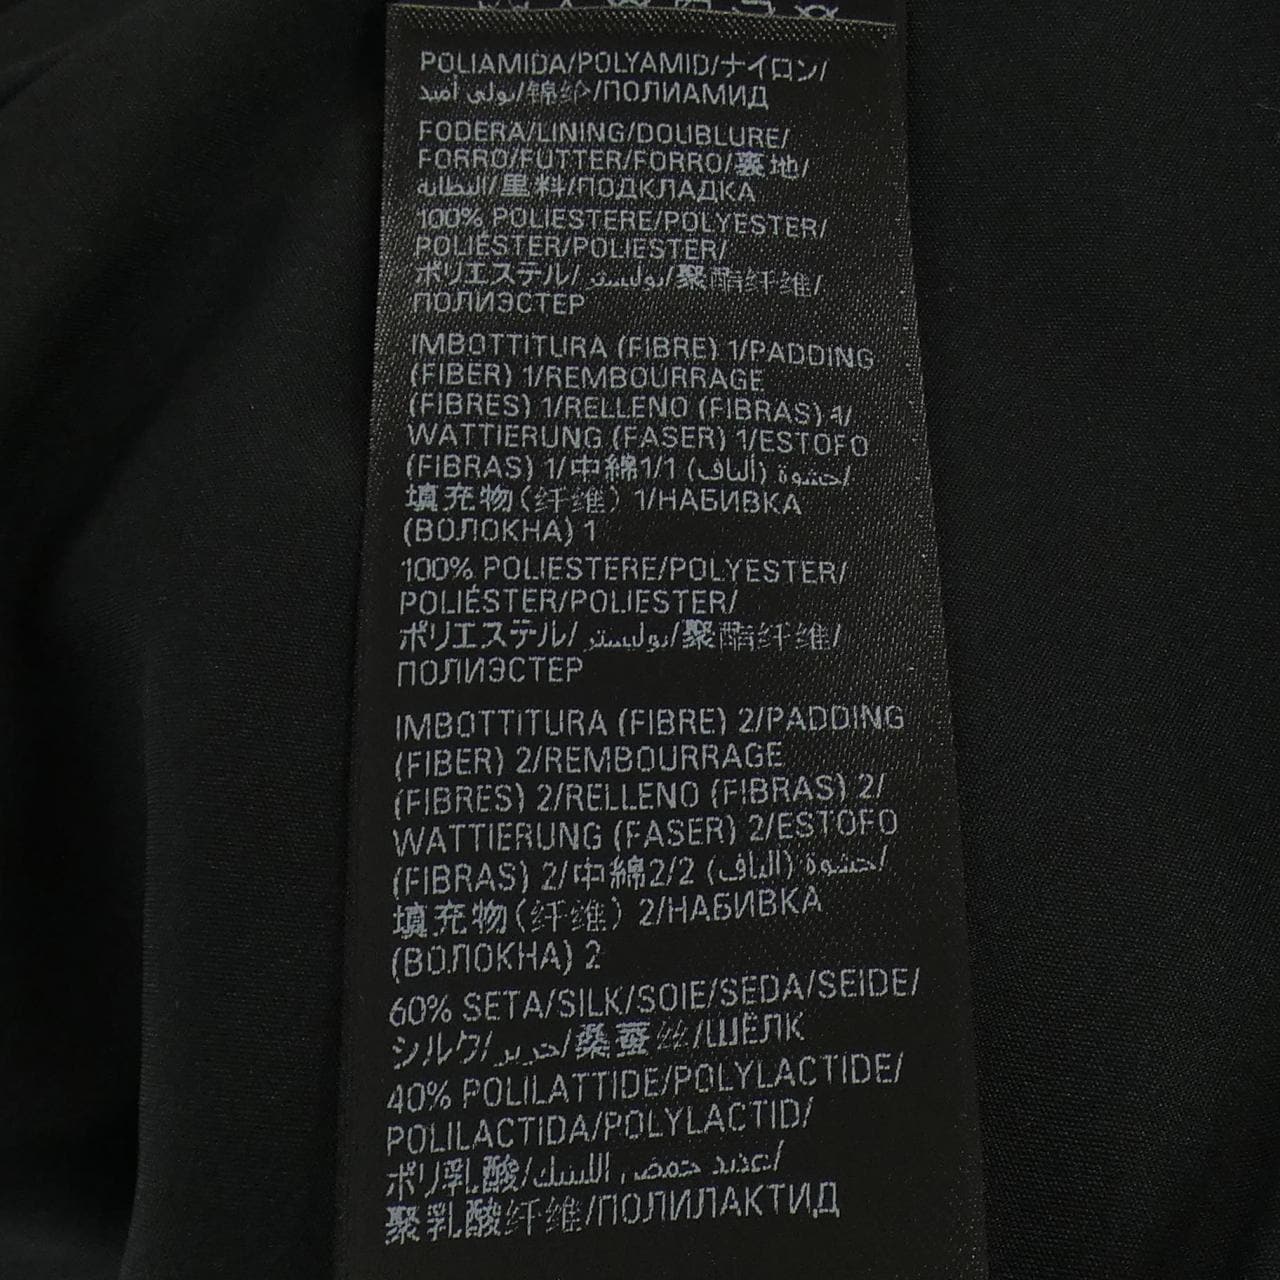 POLIAMIDA/POLYAMID/ナイロン/
بولي أميد/锦纶/ПОЛИАМИД
FODERA/LINING/DOUBLURE/
FORRO/FUTTER/FORRO/裏地/
البطانة/里料/ПОДКЛАДКА
100% POLIESTERE/POLYESTER/
POLIÉSTER/POLIESTER/
ポリエステル/بوليستر/聚酯纤维/
ПОЛИЭСТЕР
IMBOTTITURA (FIBRE) 1/PADDING
(FIBER) 1/REMBOURRAGE
(FIBRES) 1/RELLENO (FIBRAS) 1/
WATTIERUNG (FASER) 1/ESTOFO
(FIBRAS) 1/中綿1/1 حشوة (ألياف)/
填充物(纤维) 1/НАБИВКА
(ВОЛОКНА) 1
100% POLIESTERE/POLYESTER/
POLIÉSTER/POLIESTER/
ポリエステル/بوليستر/聚酯纤维/
ПОЛИЭСТЕР
IMBOTTITURA (FIBRE) 2/PADDING
(FIBER) 2/REMBOURRAGE
(FIBRES) 2/RELLENO (FIBRAS) 2/
WATTIERUNG (FASER) 2/ESTOFO
(FIBRAS) 2/中綿2/2 حشوة (ألياف)/
填充物(纤维) 2/НАБИВКА
(ВОЛОКНА) 2
60% SETA/SILK/SOIE/SEDA/SEIDE/
シルク/حرير/桑蚕丝/ШЁЛК
40% POLILATTIDE/POLYLACTIDE/
POLILACTIDA/POLYLACTID/
ポリ乳酸/عديد حمض اللبنيك/
聚乳酸纤维/ПОЛИЛАКТИД